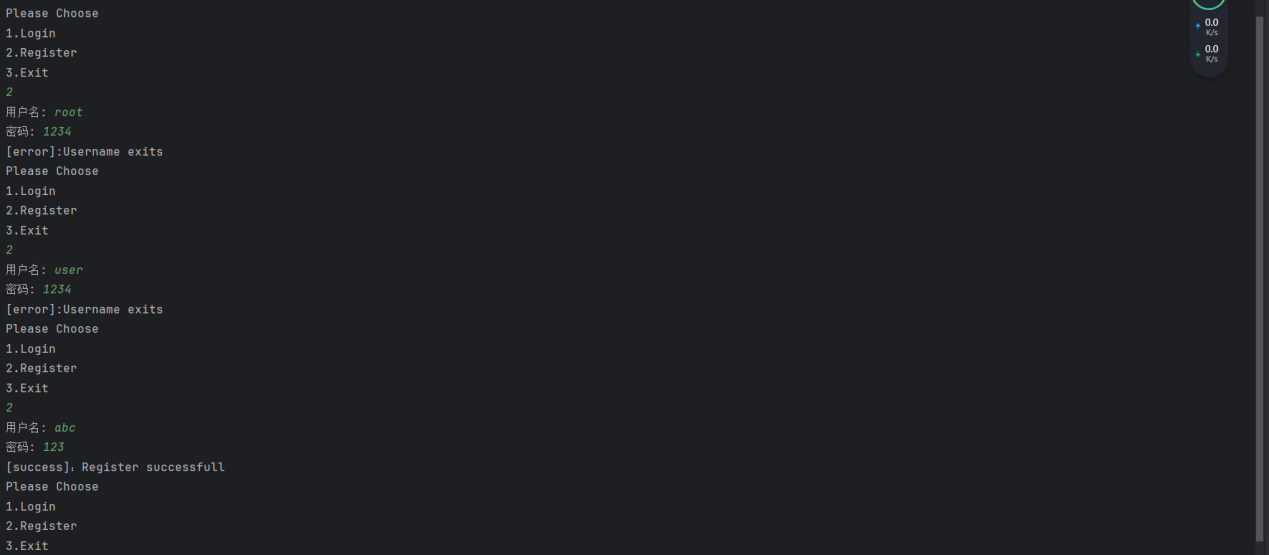 Please Choose
1.Login
2.Register
3.Exit
2
用户名: root
密码: 1234
[error]:Username exits
Please Choose
1.Login
2.Register
3.Exit
2
用户名: user
密码: 1234
[error]:Username exits
Please Choose
1.Login
2.Register
3.Exit
2
用户名: abc
密码: 123
[success]：Register successfull
Please Choose
1.Login
2.Register
3.Exit
0.0
K/s
0.0
K/s